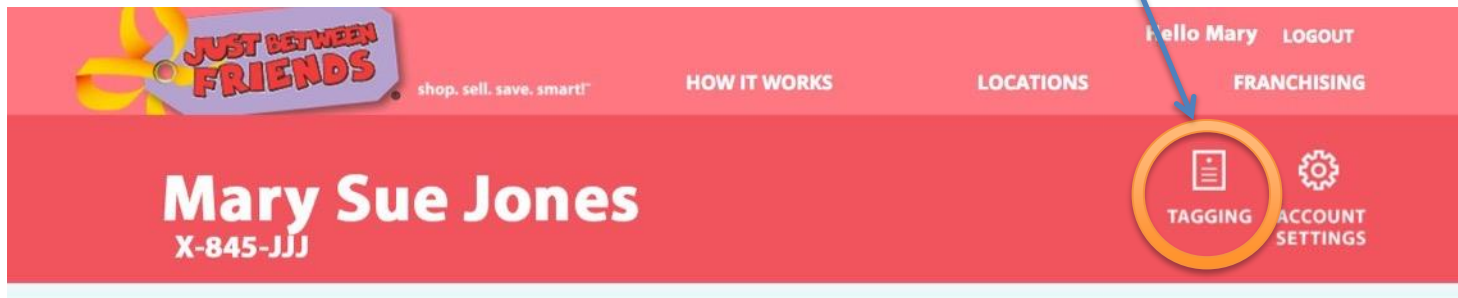 Hello Mary LOGOUT
JUST BETWEEN
FRIENDS
shop. sell. save. smart!™
HOW IT WORKS LOCATIONS FRANCHISING
Mary Sue Jones
X-845-JJJ
TAGGING
ACCOUNT
SETTINGS